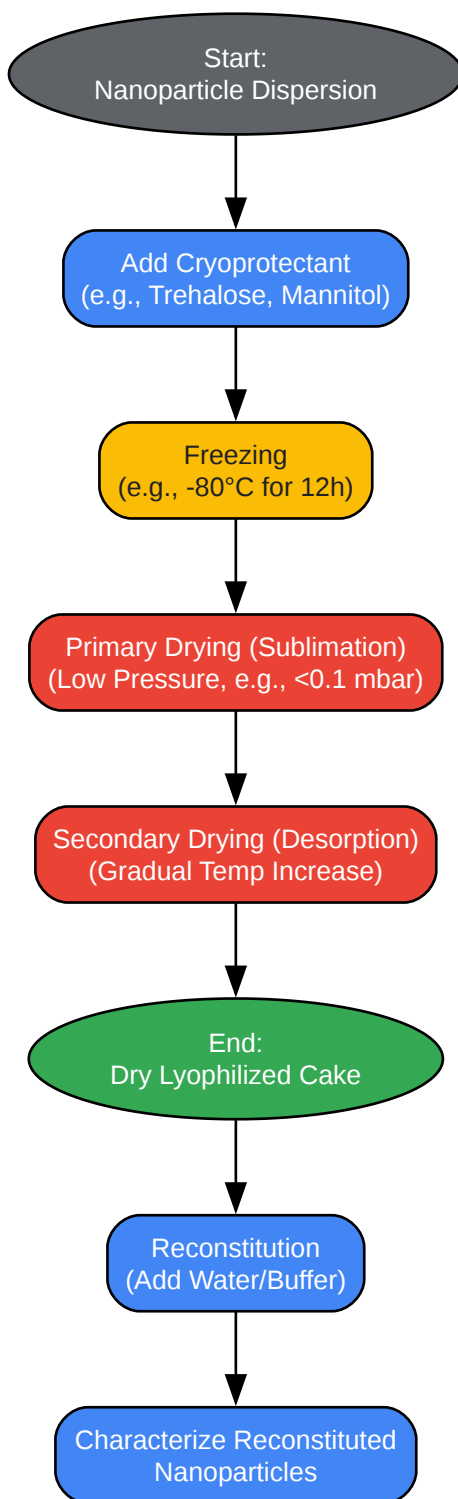 Start:
Nanoparticle Dispersion
Add Cryoprotectant
(e.g., Trehalose, Mannitol)
Freezing
(e.g., -80°C for 12h)
Primary Drying (Sublimation)
(Low Pressure, e.g., <0.1 mbar)
Secondary Drying (Desorption)
(Gradual Temp Increase)
End:
Dry Lyophilized Cake
Reconstitution
(Add Water/Buffer)
Characterize Reconstituted
Nanoparticles